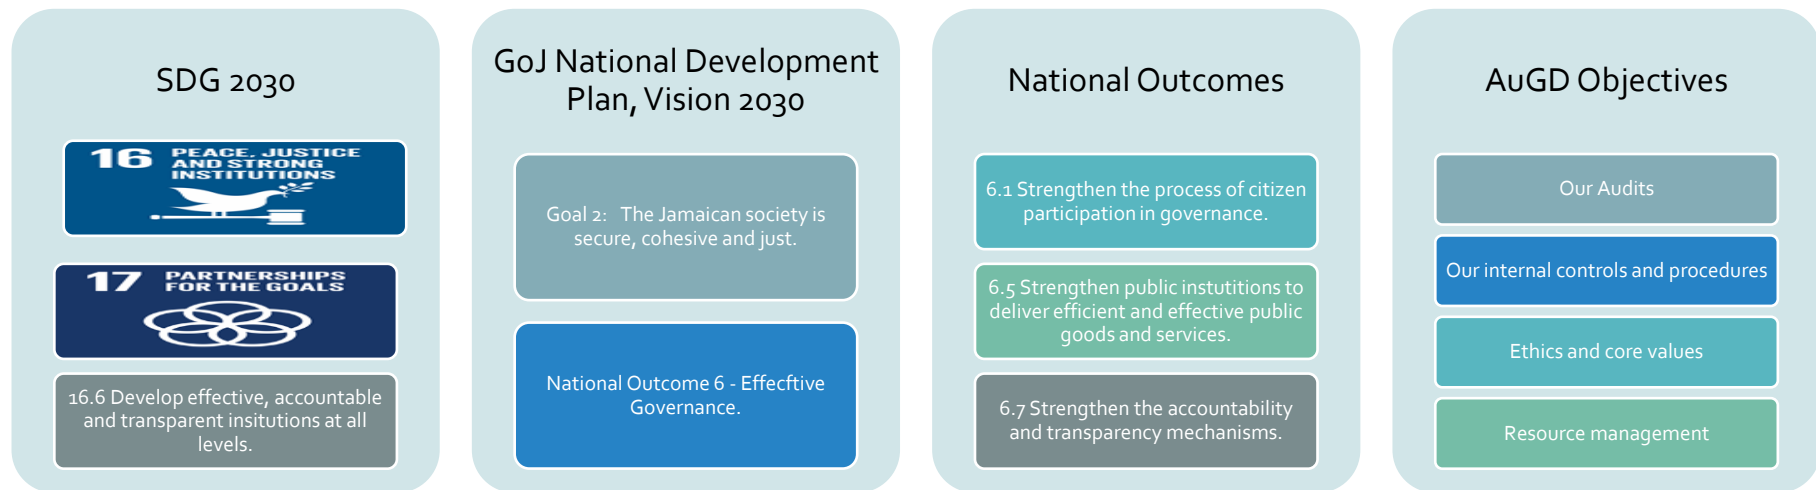 SDG 2030
16 PEACE, JUSTICE
AND STRONG
INSTITUTIONS
17 PARTNERSHIPS
FOR THE GOALS
16.6 Develop effective, accountable
and transparent insitutions at all
levels.
GoJ National Development
Plan, Vision 2030
Goal 2: The Jamaican society is
secure, cohesive and just.
National Outcome 6 - Effecftive
Governance.
National Outcomes
6.1 Strengthen the process of citizen
participation in governance.
6.5 Strengthen public instutitions to
deliver efficient and effective public
goods and services.
6.7 Strengthen the accountability
and transparency mechanisms.
AuGD Objectives
Our Audits
Our internal controls and procedures
Ethics and core values
Resource management